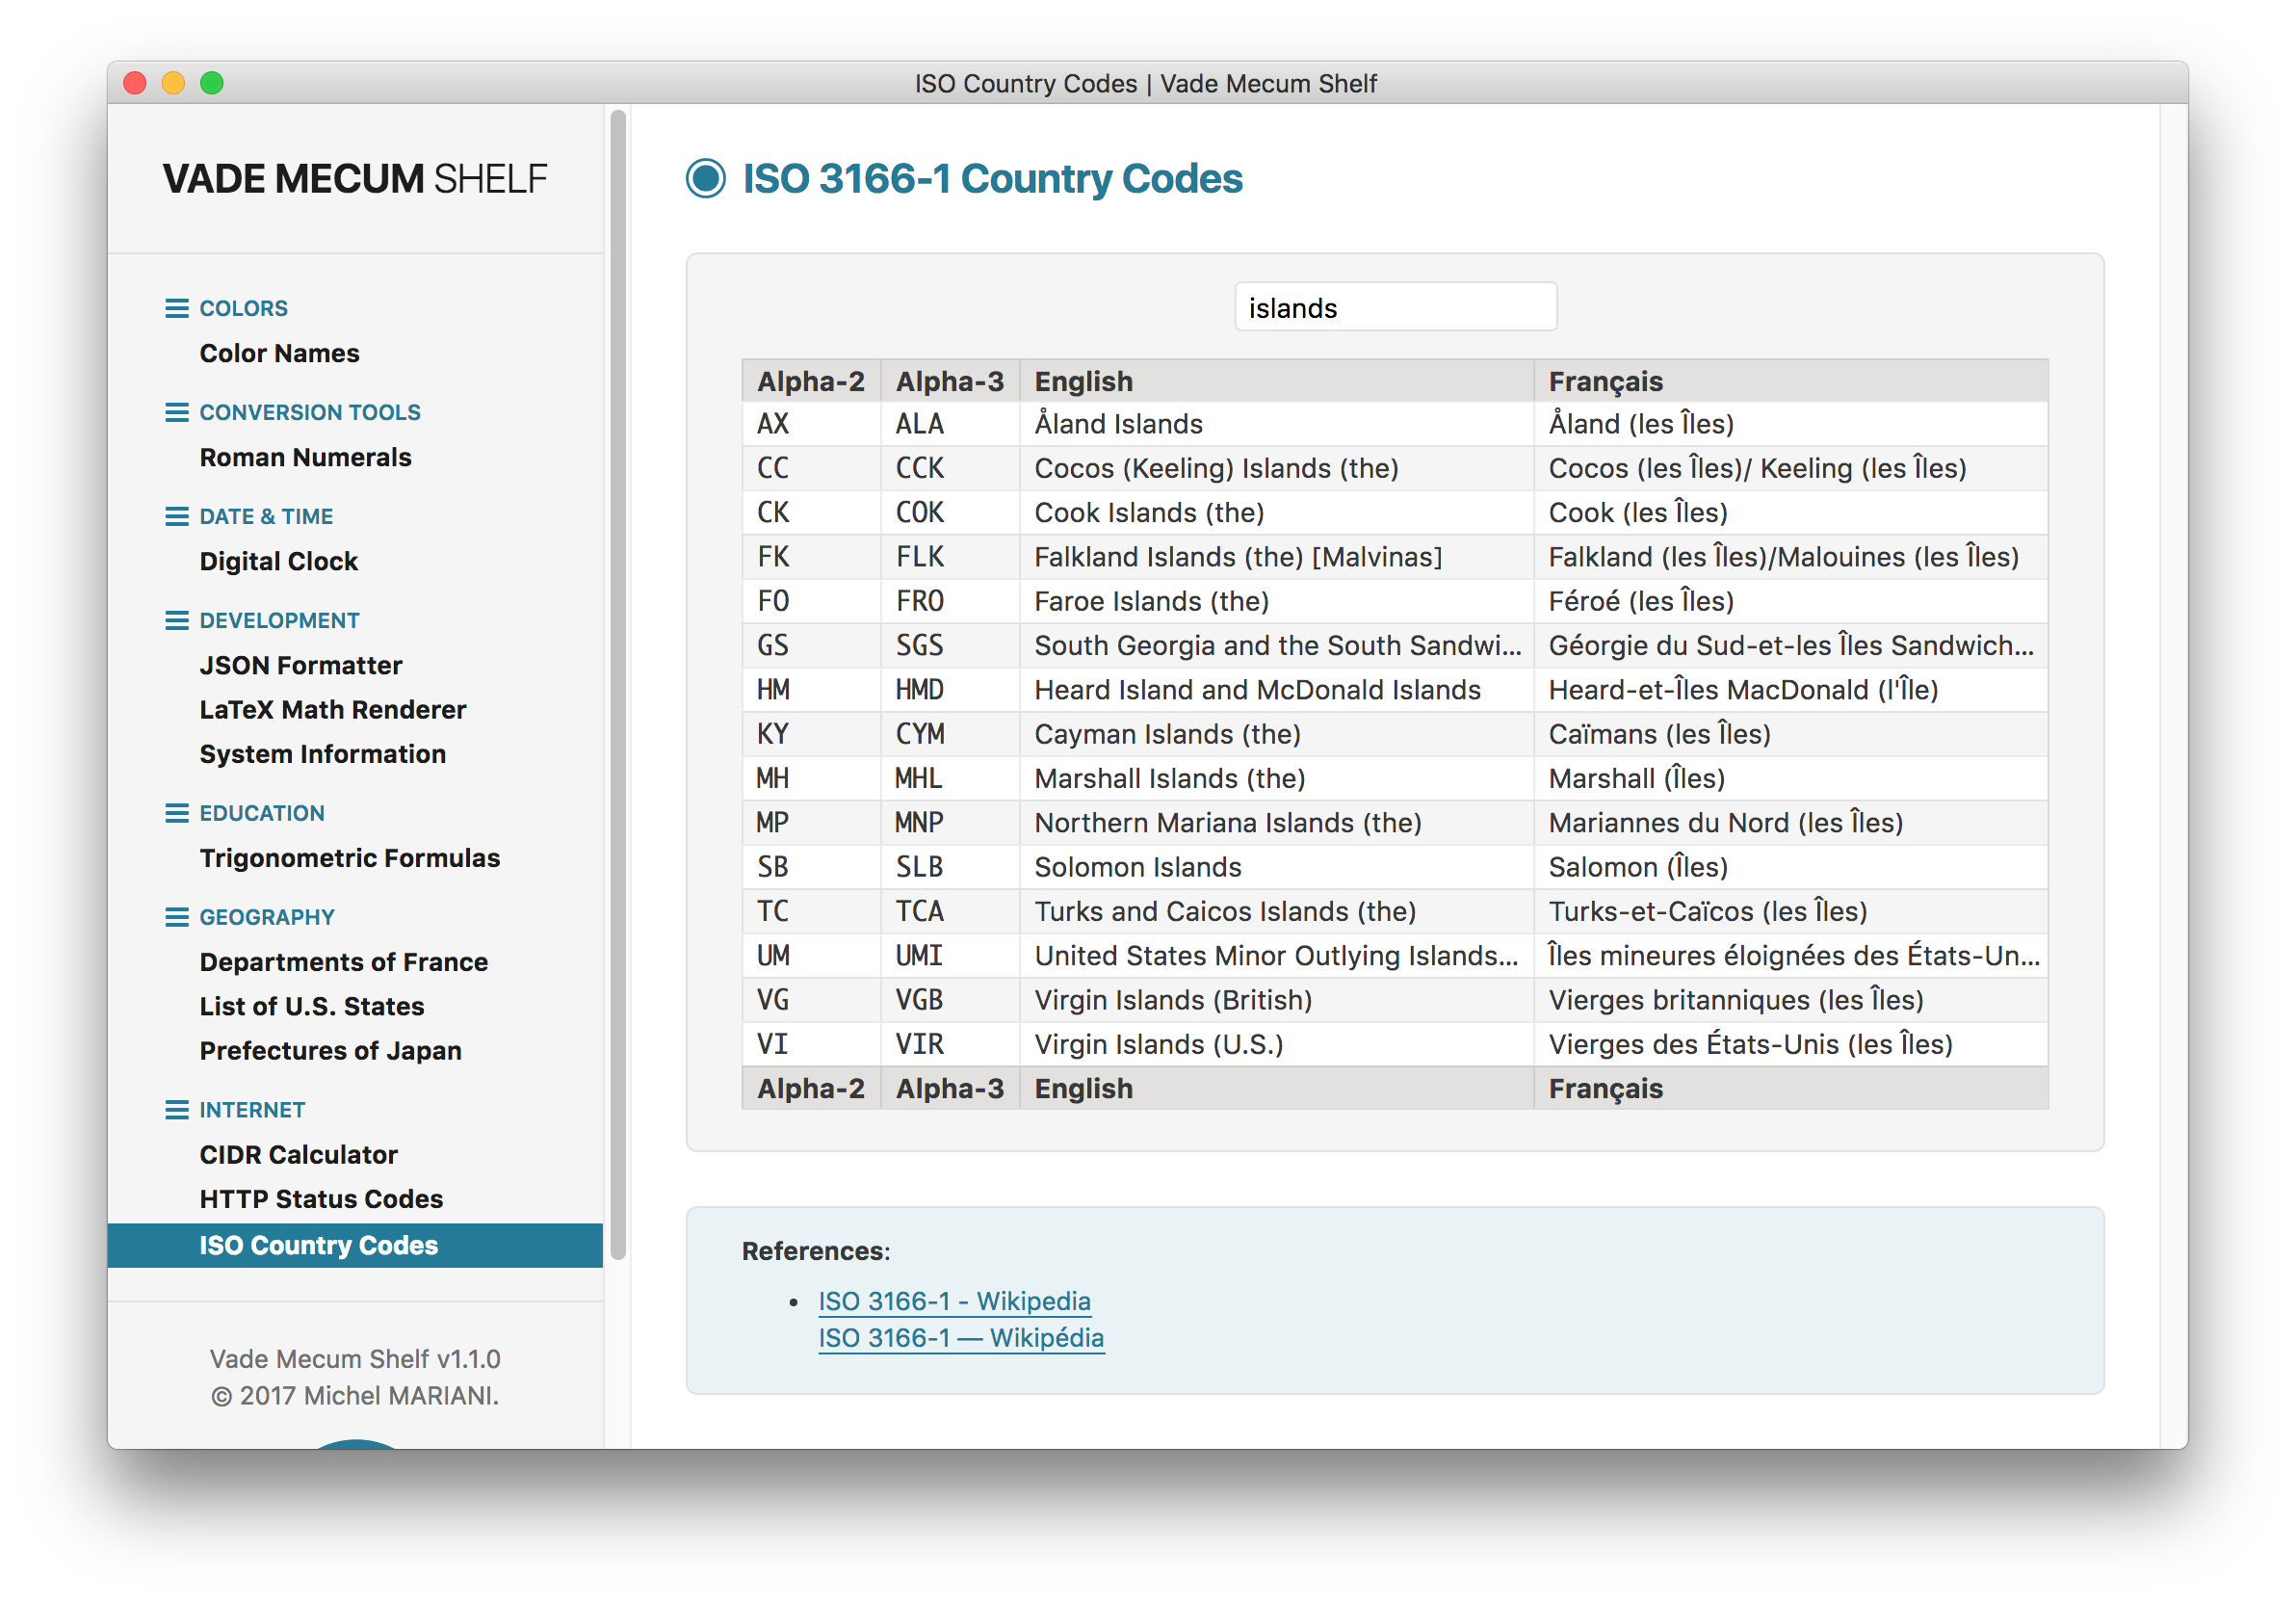 ISO Country Codes | Vade Mecum Shelf
VADE MECUM SHELF
COLORS
Color Names
CONVERSION TOOLS
Roman Numerals
DATE & TIME
Digital Clock
DEVELOPMENT
JSON Formatter
LaTeX Math Renderer
System Information
EDUCATION
Trigonometric Formulas
GEOGRAPHY
Departments of France
List of U.S. States
Prefectures of Japan
INTERNET
CIDR Calculator
HTTP Status Codes
ISO Country Codes
Vade Mecum Shelf v1.1.0
© 2017 Michel MARIANI.
ISO 3166-1 Country Codes
islands
Alpha-2 Alpha-3 English Français
AX ALA Åland Islands Åland (les Îles)
CC CCK Cocos (Keeling) Islands (the) Cocos (les Îles)/ Keeling (les Îles)
CK COK Cook Islands (the) Cook (les Îles)
FK FLK Falkland Islands (the) [Malvinas] Falkland (les Îles)/Malouines (les Îles)
FO FRO Faroe Islands (the) Féroé (les Îles)
GS SGS South Georgia and the South Sandwi... Géorgie du Sud-et-les Îles Sandwich...
HM HMD Heard Island and McDonald Islands Heard-et-Îles MacDonald (l'Île)
KY CYM Cayman Islands (the) Caïmans (les Îles)
MH MHL Marshall Islands (the) Marshall (Îles)
MP MNP Northern Mariana Islands (the) Mariannes du Nord (les Îles)
SB SLB Solomon Islands Salomon (Îles)
TC TCA Turks and Caicos Islands (the) Turks-et-Caïcos (les Îles)
UM UMI United States Minor Outlying Islands... Îles mineures éloignées des États-Un...
VG VGB Virgin Islands (British) Vierges britanniques (les Îles)
VI VIR Virgin Islands (U.S.) Vierges des États-Unis (les Îles)
Alpha-2 Alpha-3 English Français
References:
• ISO 3166-1 - Wikipedia
ISO 3166-1 — Wikipédia